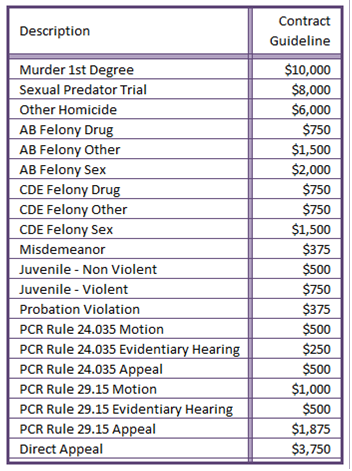 Description Contract Guideline
Murder 1st Degree $10,000
Sexual Predator Trial $8,000
Other Homicide $6,000
AB Felony Drug $750
AB Felony Other $1,500
AB Felony Sex $2,000
CDE Felony Drug $750
CDE Felony Other $750
CDE Felony Sex $1,500
Misdemeanor $375
Juvenile - Non Violent $500
Juvenile - Violent $750
Probation Violation $375
PCR Rule 24.035 Motion $500
PCR Rule 24.035 Evidentiary Hearing $250
PCR Rule 24.035 Appeal $500
PCR Rule 29.15 Motion $1,000
PCR Rule 29.15 Evidentiary Hearing $500
PCR Rule 29.15 Appeal $1,875
Direct Appeal $3,750